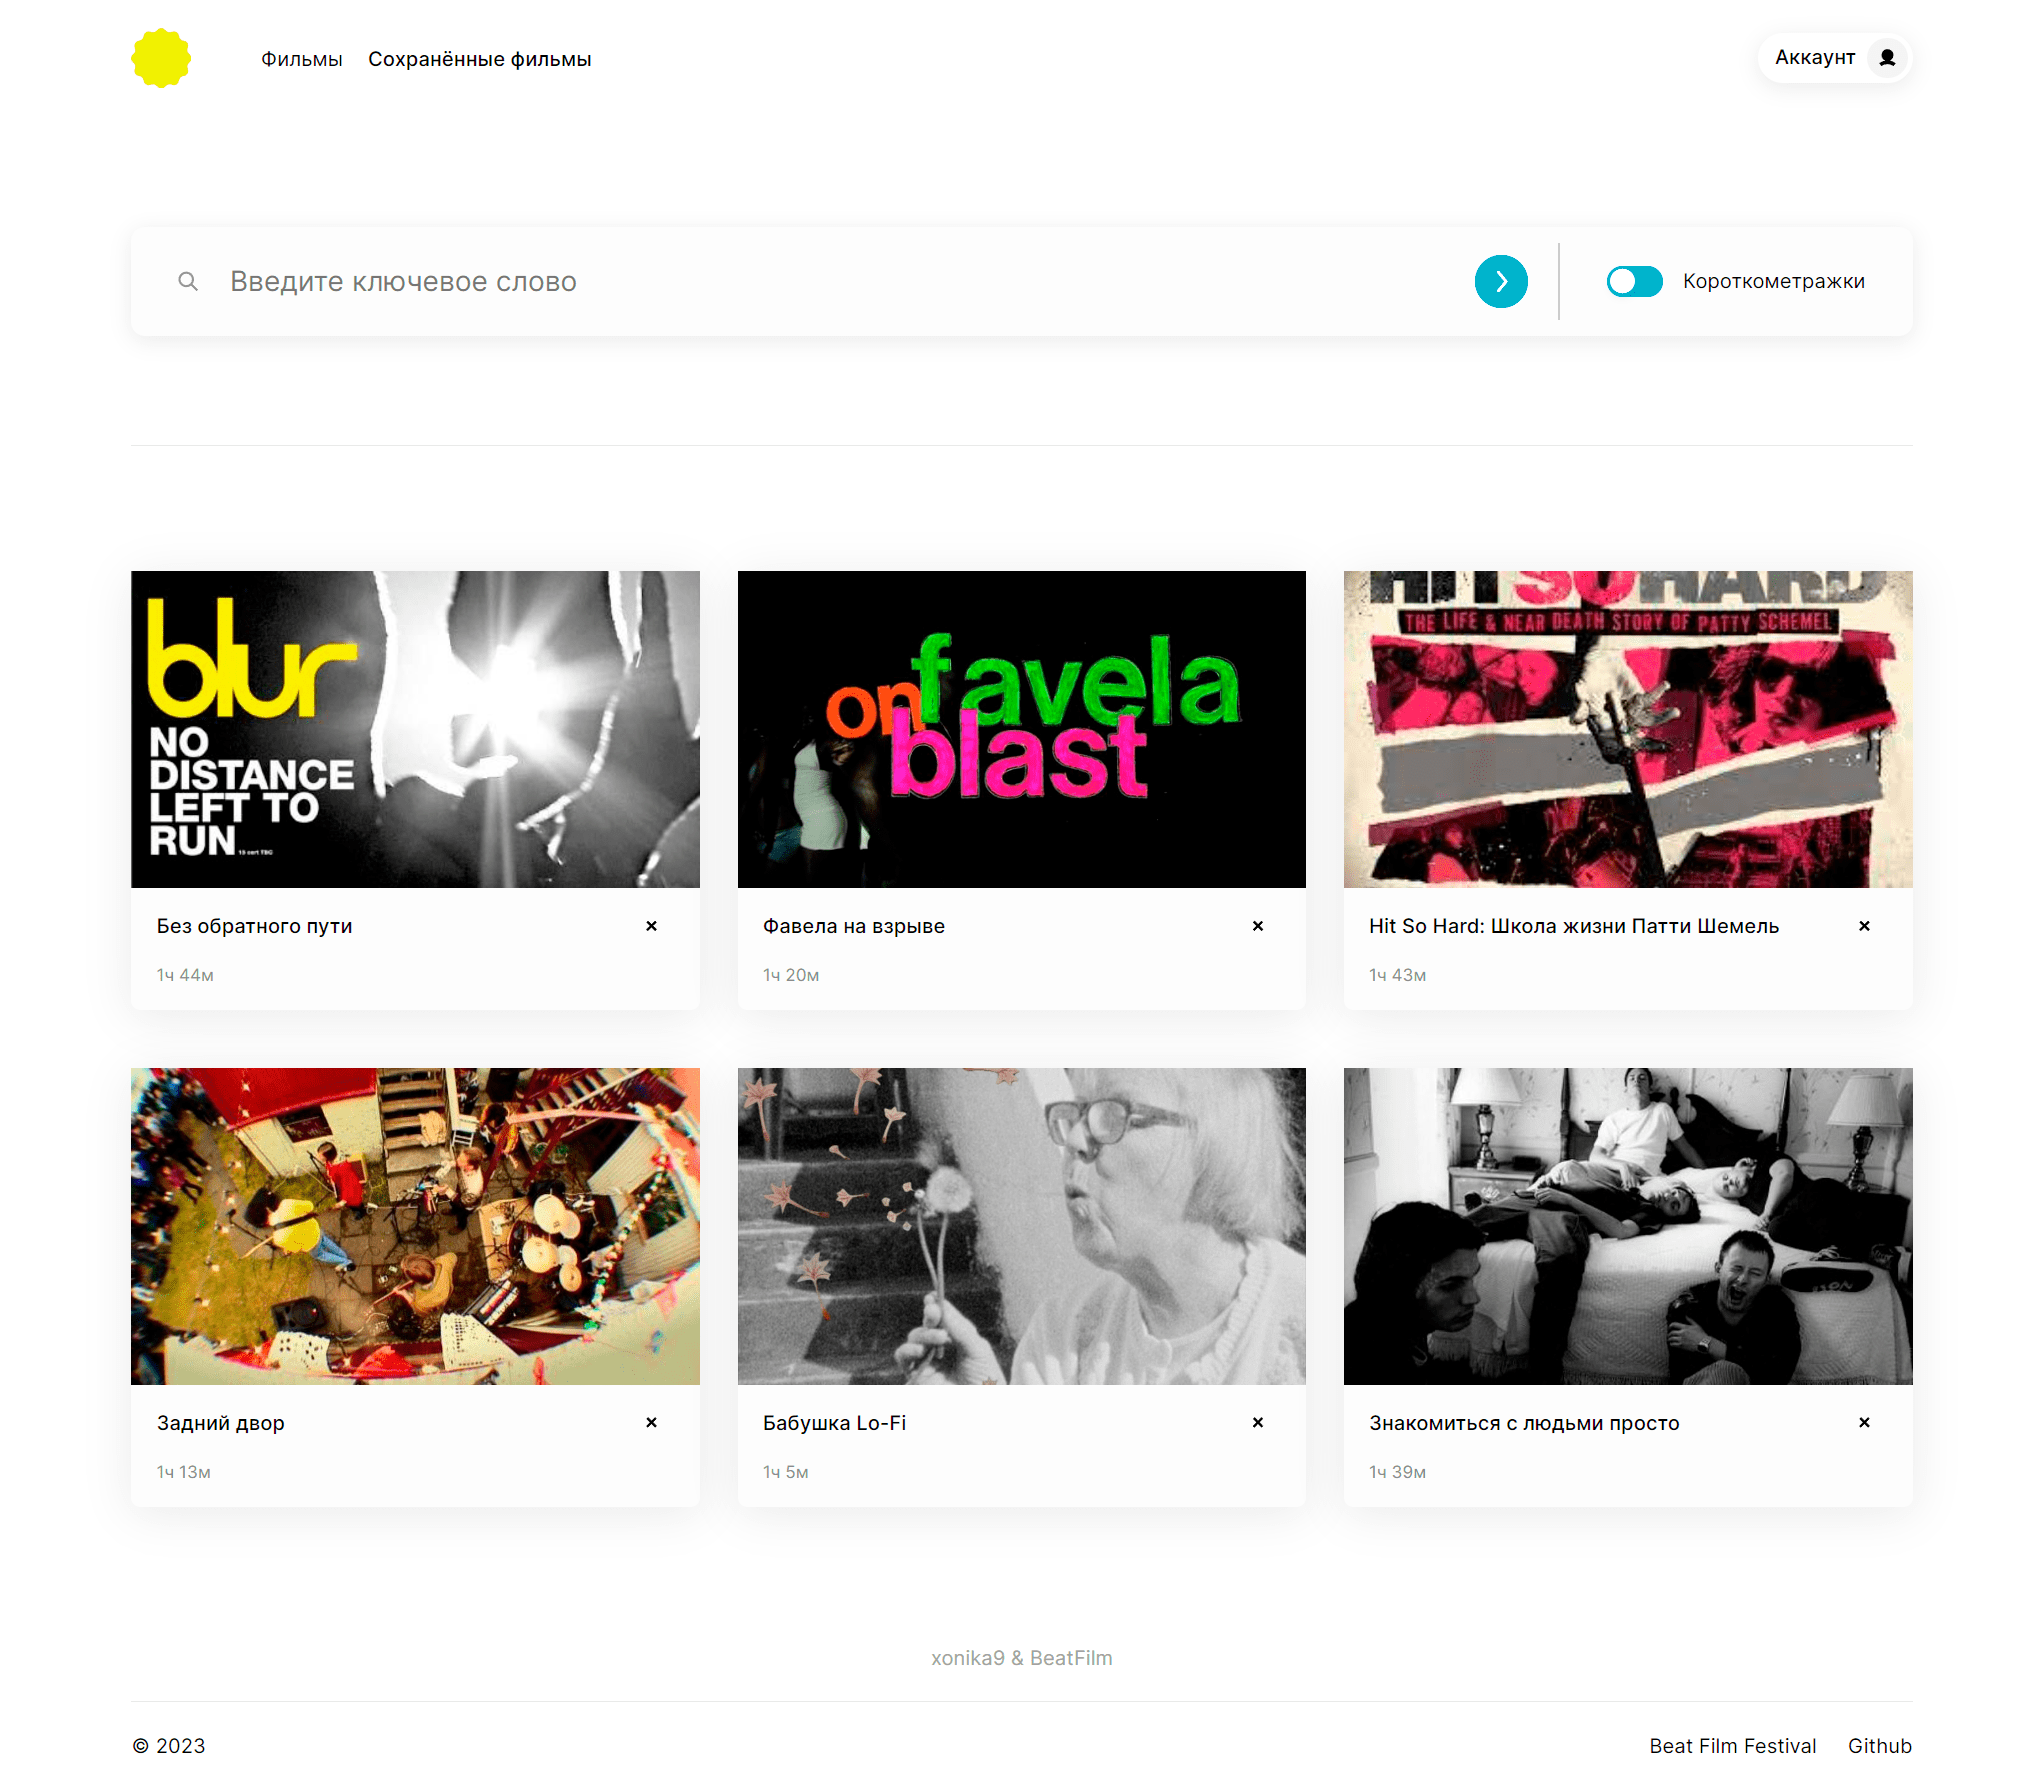 Фильмы
Сохранённые фильмы
Аккаунт
Введите ключевое слово
Короткометражки
blur
NO
DISTANCE
LEFT TO
RUN
favela
on
blast
HIT SO HARD
THE LIFE & NEAR DEATH STORY OF PATTY SCHEMEL
Без обратного пути
1ч 44м
Фавела на взрыве
1ч 20м
Hit So Hard: Школа жизни Патти Шемель
1ч 43м
Задний двор
1ч 13м
Бабушка Lo-Fi
1ч 5м
Знакомиться с людьми просто
1ч 39м
xonika9 & BeatFilm
© 2023
Beat Film Festival
Github